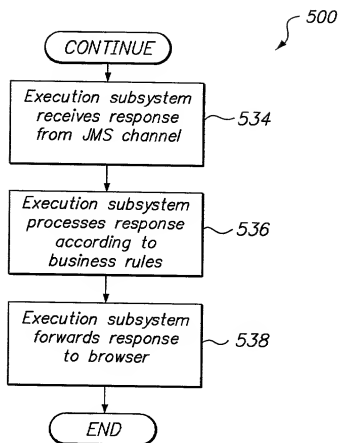 500
CONTINUE
Execution subsystem
receives response
from JMS channel
534
Execution subsystem
processes response
according to
business rules
536
Execution subsystem
forwards response
to browser
538
END